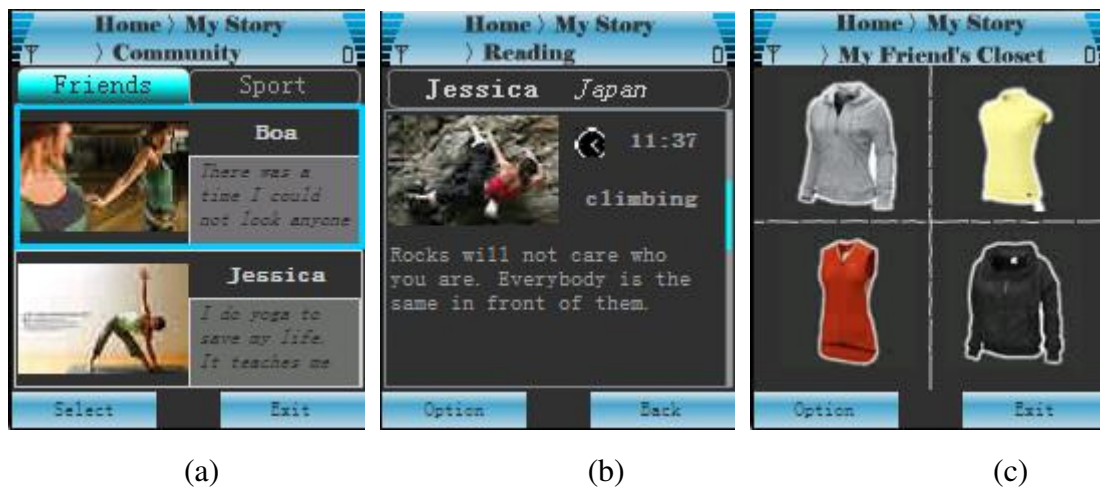 Home 〉 My Story
〉 Community
Friends
Sport
Boa
There was a
time I could
not look anyone
Jessica
I do yoga to
save my life.
It teaches me
Select
Exit
Home 〉 My Story
〉 Reading
Jessica Japan
11:37
climbing
Rocks will not care who
you are. Everybody is the
same in front of them.
Option
Back
Home 〉 My Story
〉 My Friend's Closet
Option
Exit
(a)
(b)
(c)